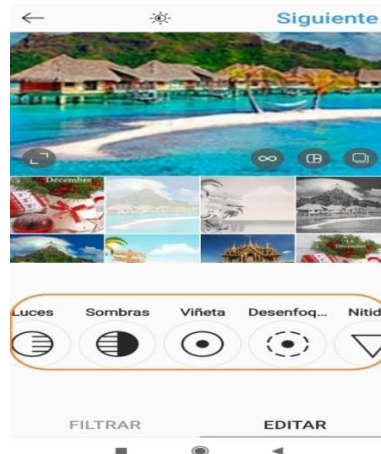 Siguiente
Décembre
Luces Sombras Viñeta Desenfoq... Nitid
FILTRAR EDITAR